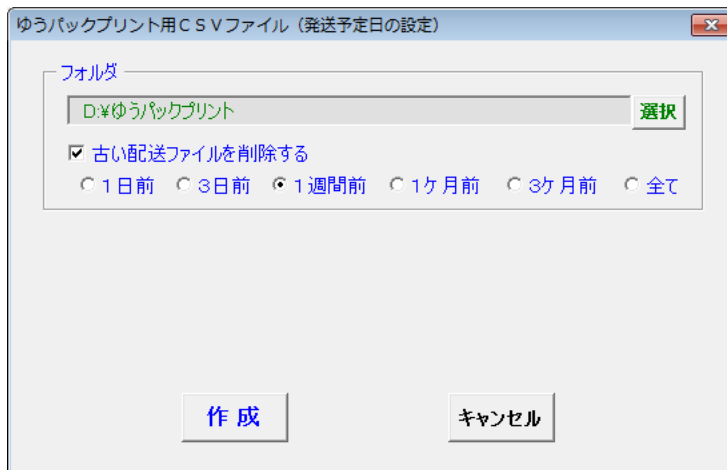 ゆうパックプリント用ＣＳＶファイル（発送予定日の設定）
フォルダ
D:¥ゆうパックプリント 選択
古い配送ファイルを削除する
１日前 ３日前 １週間前 １ケ月前 ３ケ月前 全て
作 成 キャンセル